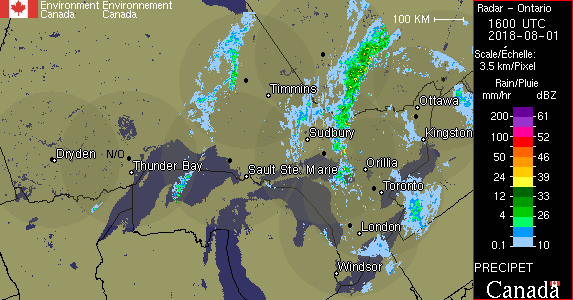 Environment Environnement
Canada Canada
100 KM
Timmins
Ottawa
Sudbury
Kingston
Dryden
N/O
Thunder Bay
Sault Ste. Marie
Orillia
Toronto
London
Windsor
Radar - Ontario
1600 UTC
2018-08-01
Scale/Échelle:
3.5 km/Pixel
Rain/Pluie
mm/hr dBZ
200 61
100 56
100 52
50 46
24 39
12 33
4 26
0.1 10
PRECIPET
Canada